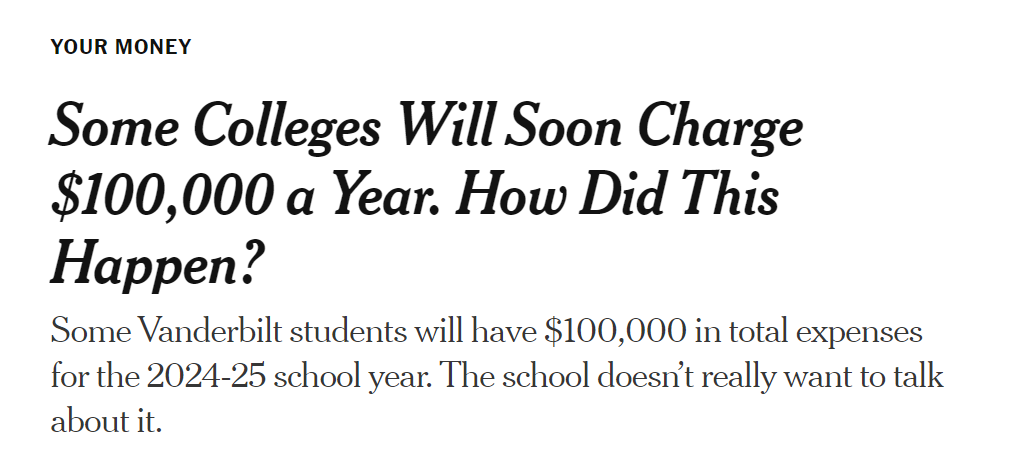 YOUR MONEY
Some Colleges Will Soon Charge
$100,000 a Year. How Did This
Happen?
Some Vanderbilt students will have $100,000 in total expenses
for the 2024-25 school year. The school doesn’t really want to talk
about it.